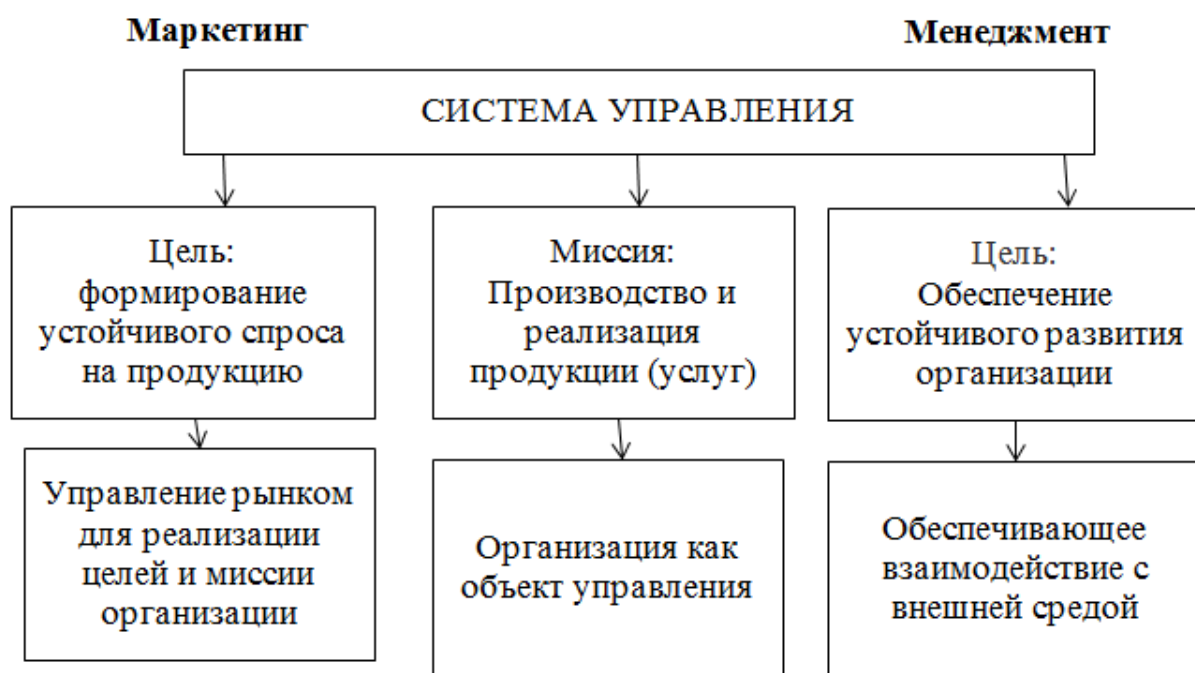 Маркетинг
Менеджмент
СИСТЕМА УПРАВЛЕНИЯ
Цель:
формирование
устойчивого спроса
на продукцию
Миссия:
Производство и
реализация
продукции (услуг)
Цель:
Обеспечение
устойчивого развития
организации
Управление рынком
для реализации
целей и миссии
организации
Организация как
объект управления
Обеспечивающее
взаимодействие с
внешней средой